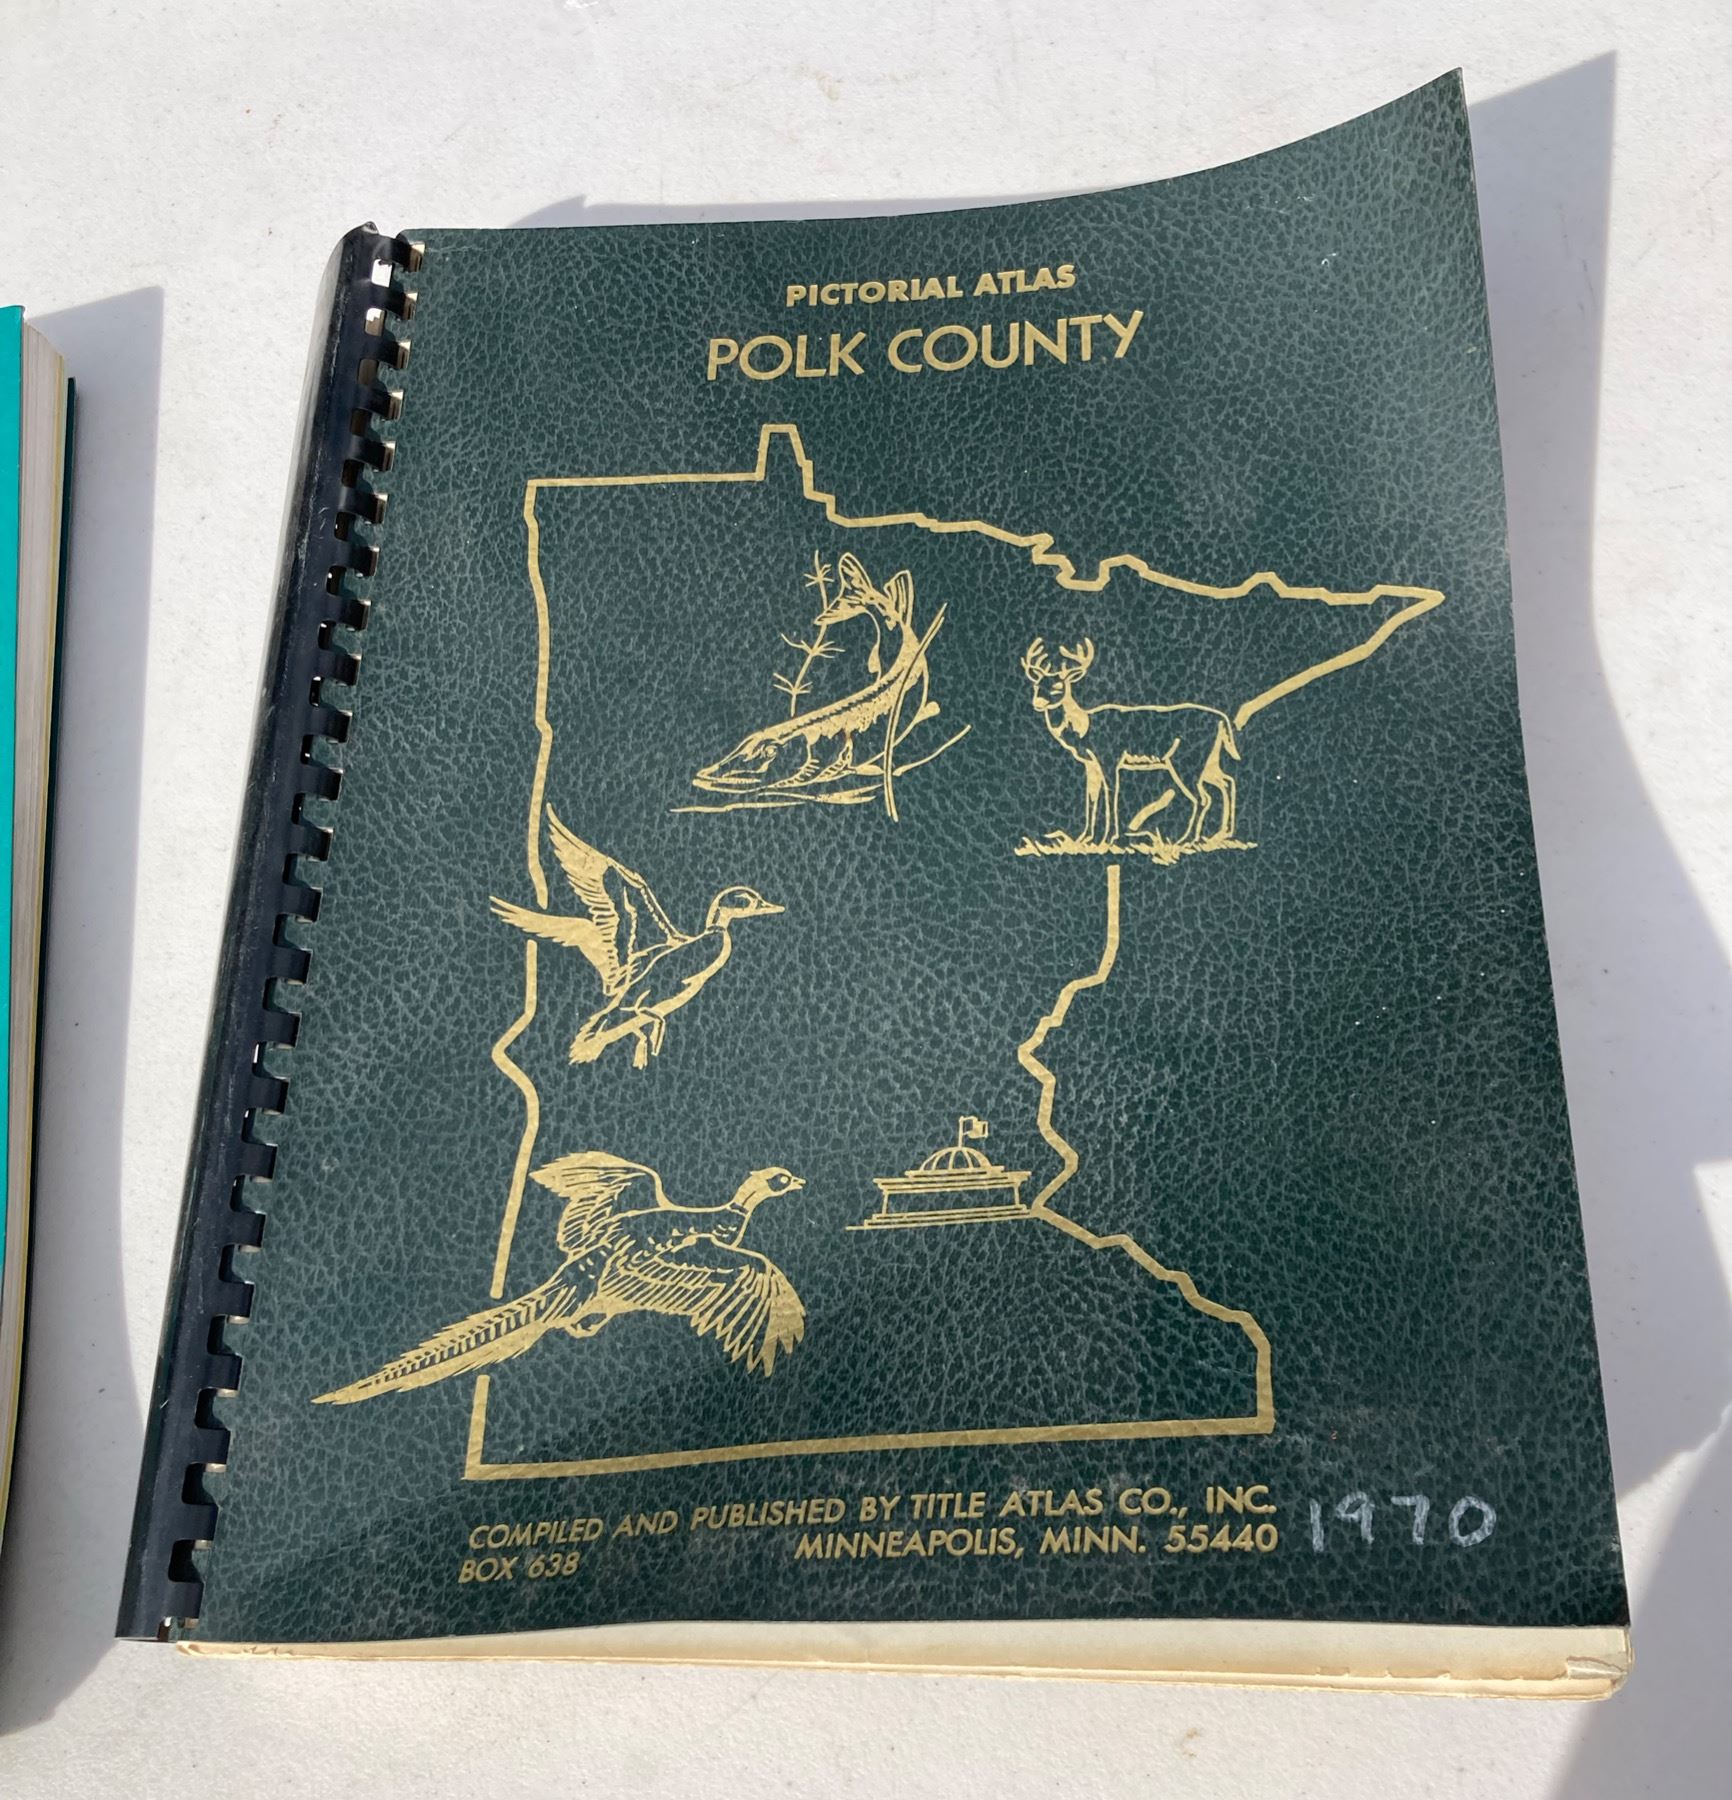 PICTORIAL ATLAS
POLK COUNTY
COMPILED AND PUBLISHED BY TITLE ATLAS CO., INC.
BOX 638 MINNEAPOLIS, MINN. 55440
1970